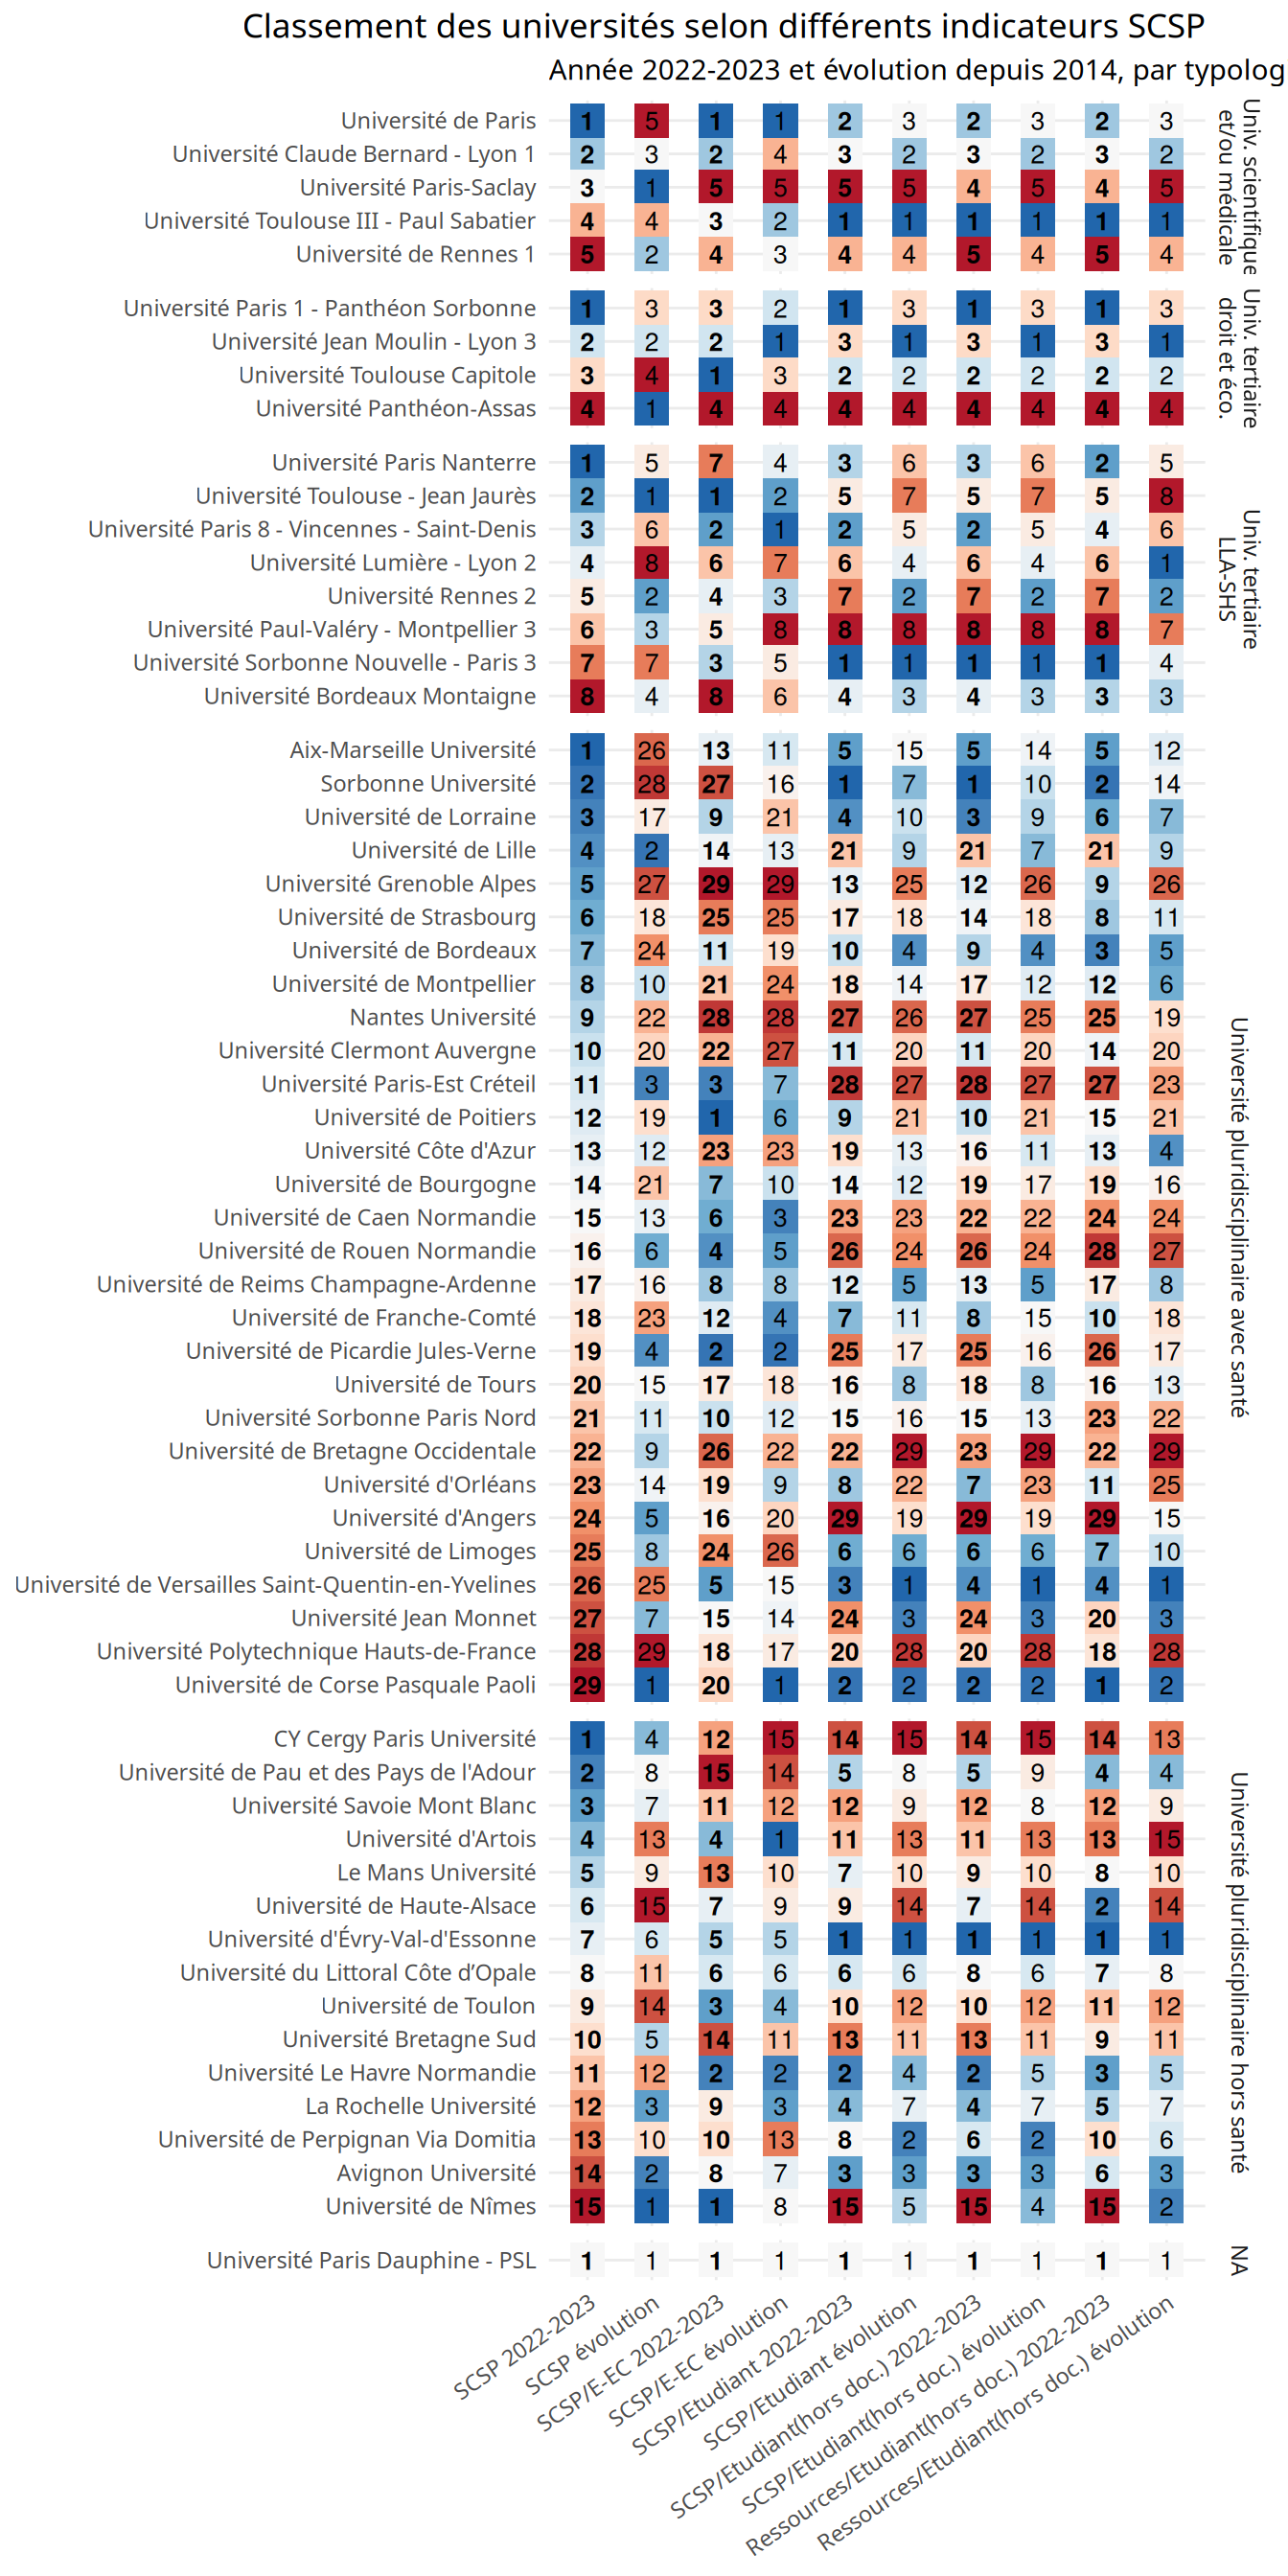 Classement des universités selon différents indicateurs SCSP
Année 2022-2023 et évolution depuis 2014, par typolog
Université de Paris 1 5 1 1 2 3 2 3 2 3
Université Claude Bernard - Lyon 1 2 3 2 4 3 2 3 2 3 2
Université Paris-Saclay 3 1 5 5 5 5 4 5 4 5
Université Toulouse III - Paul Sabatier 4 4 3 2 1 1 1 1 1 1
Université de Rennes 1 5 2 4 3 4 4 5 4 5 4
Univ. scientifique
et/ou médicale
Université Paris 1 - Panthéon Sorbonne 1 3 3 2 1 3 1 3 1 3
Université Jean Moulin - Lyon 3 2 2 2 1 3 1 3 1 3 1
Université Toulouse Capitole 3 4 1 3 2 2 2 2 2 2
Université Panthéon-Assas 4 1 4 4 4 4 4 4 4 4
Univ. tertiaire
droit et éco.
Université Paris Nanterre 1 5 7 4 3 6 3 6 2 5
Université Toulouse - Jean Jaurès 2 1 1 2 5 7 5 7 5 8
Université Paris 8 - Vincennes - Saint-Denis 3 6 2 1 2 5 2 5 4 6
Université Lumière - Lyon 2 4 8 6 7 6 4 6 4 6 1
Université Rennes 2 5 2 4 3 7 2 7 2 7 2
Université Paul-Valéry - Montpellier 3 6 3 5 8 8 8 8 8 8 7
Université Sorbonne Nouvelle - Paris 3 7 7 3 5 1 1 1 1 1 4
Université Bordeaux Montaigne 8 4 8 6 4 3 4 3 3 3
Univ. tertiaire
LLA-SHS
Aix-Marseille Université 1 26 13 11 5 15 5 14 5 12
Sorbonne Université 2 28 27 16 1 7 1 10 2 14
Université de Lorraine 3 17 9 21 4 10 3 9 6 7
Université de Lille 4 2 14 13 21 9 21 7 21 9
Université Grenoble Alpes 5 27 29 29 13 25 12 26 9 26
Université de Strasbourg 6 18 25 25 17 18 14 18 8 11
Université de Bordeaux 7 24 11 19 10 4 9 4 3 5
Université de Montpellier 8 10 21 24 18 14 17 12 12 6
Nantes Université 9 22 28 28 27 26 27 25 25 19
Université Clermont Auvergne 10 20 22 27 11 20 11 20 14 20
Université Paris-Est Créteil 11 3 3 7 28 27 28 27 27 23
Université de Poitiers 12 19 1 6 9 21 10 21 15 21
Université Côte d'Azur 13 12 23 23 19 13 16 11 13 4
Université de Bourgogne 14 21 7 10 14 12 19 17 19 16
Université de Caen Normandie 15 13 6 3 23 23 22 22 24 24
Université de Rouen Normandie 16 6 4 5 26 24 26 24 28 27
Université de Reims Champagne-Ardenne 17 16 8 8 12 5 13 5 17 8
Université de Franche-Comté 18 23 12 4 7 11 8 15 10 18
Université de Picardie Jules-Verne 19 4 2 2 25 17 25 16 26 17
Université de Tours 20 15 17 18 16 8 18 8 16 13
Université Sorbonne Paris Nord 21 11 10 12 15 16 15 13 23 22
Université de Bretagne Occidentale 22 9 26 22 22 29 23 29 22 29
Université d'Orléans 23 14 19 9 8 22 7 23 11 25
Université d'Angers 24 5 16 20 29 19 29 19 29 15
Université de Limoges 25 8 24 26 6 6 6 6 7 10
Université de Versailles Saint-Quentin-en-Yvelines 26 25 5 15 3 1 4 1 4 1
Université Jean Monnet 27 7 15 14 24 3 24 3 20 3
Université Polytechnique Hauts-de-France 28 29 18 17 20 28 20 28 18 28
Université de Corse Pasquale Paoli 29 1 20 1 2 2 2 2 1 2
Université pluridisciplinaire avec santé
CY Cergy Paris Université 1 4 12 15 14 15 14 15 14 13
Université de Pau et des Pays de l'Adour 2 8 15 14 5 8 5 9 4 4
Université Savoie Mont Blanc 3 7 11 12 12 9 12 8 12 9
Université d'Artois 4 13 4 1 11 13 11 13 13 15
Le Mans Université 5 9 13 10 7 10 9 10 8 10
Université de Haute-Alsace 6 15 7 9 9 14 7 14 2 14
Université d'Évry-Val-d'Essonne 7 6 5 5 1 1 1 1 1 1
Université du Littoral Côte d’Opale 8 11 6 6 6 6 8 6 7 8
Université de Toulon 9 14 3 4 10 12 10 12 11 12
Université Bretagne Sud 10 5 14 11 13 11 13 11 9 11
Université Le Havre Normandie 11 12 2 2 2 4 2 5 3 5
La Rochelle Université 12 3 9 3 4 7 4 7 5 7
Université de Perpignan Via Domitia 13 10 10 13 8 2 6 2 10 6
Avignon Université 14 2 8 7 3 3 3 3 6 3
Université de Nîmes 15 1 1 8 15 5 15 4 15 2
Université pluridisciplinaire hors santé
Université Paris Dauphine - PSL 1 1 1 1 1 1 1 1 1 1
NA
SCSP 2022-2023
SCSP évolution
SCSP/E-EC 2022-2023
SCSP/E-EC évolution
SCSP/Etudiant 2022-2023
SCSP/Etudiant évolution
SCSP/Etudiant(hors doc.) 2022-2023
SCSP/Etudiant(hors doc.) évolution
Ressources/Etudiant(hors doc.) 2022-2023
Ressources/Etudiant(hors doc.) évolution